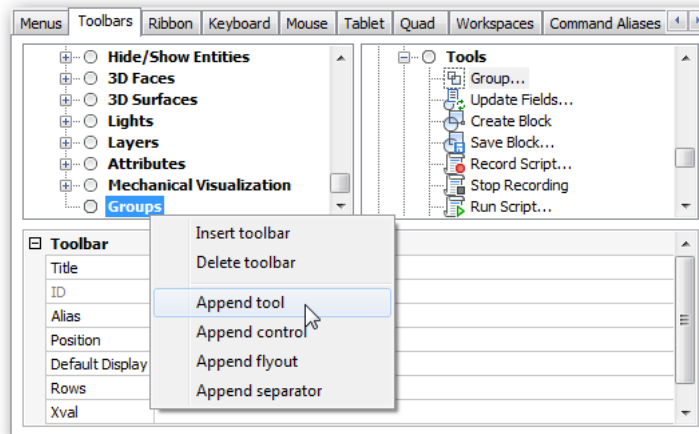 Menus Toolbars Ribbon Keyboard Mouse Tablet Quad Workspaces Command Aliases
Hide/Show Entities
3D Faces
3D Surfaces
Lights
Layers
Attributes
Mechanical Visualization
Groups
Tools
Group...
Update Fields...
Create Block
Save Block...
Record Script...
Stop Recording
Run Script...
Toolbar
Title
ID
Alias
Position
Default Display
Rows
Xval
Insert toolbar
Delete toolbar
Append tool
Append control
Append flyout
Append separator